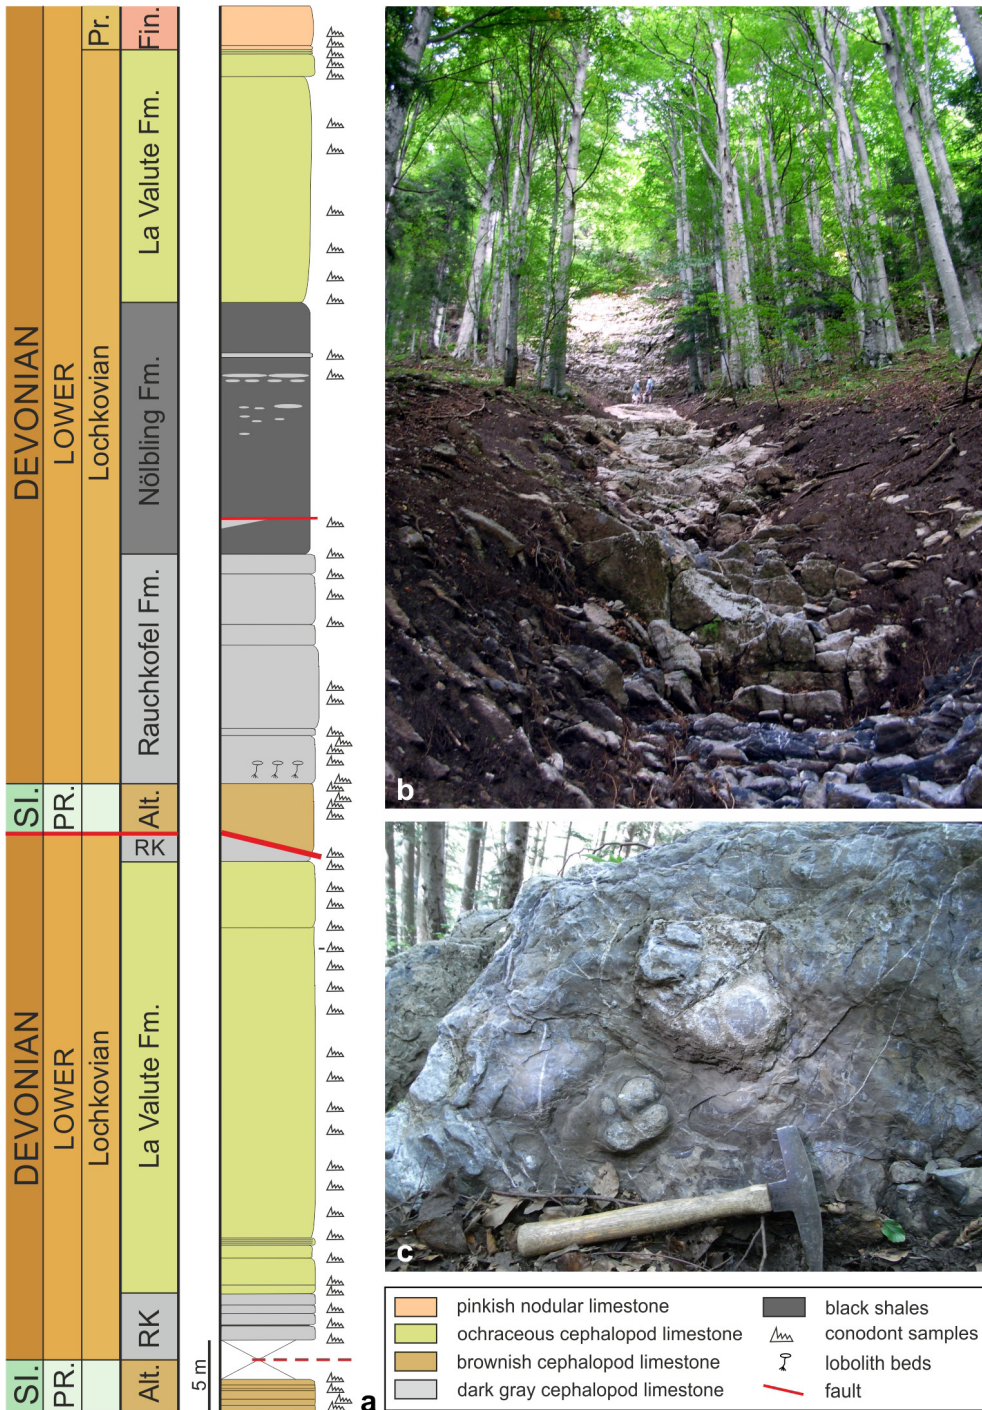 Pr.
Fin.
La Valute Fm.
DEVONIAN
LOWER
Lochkovian
Nölbling Fm.
Rauchkofel Fm.
SI.
PR.
Alt.
RK
DEVONIAN
LOWER
Lochkovian
La Valute Fm.
RK
SI.
PR.
Alt.
5 m
a
b
c
pinkish nodular limestone
ochraceous cephalopod limestone
brownish cephalopod limestone
dark gray cephalopod limestone
black shales
conodont samples
lobolith beds
fault